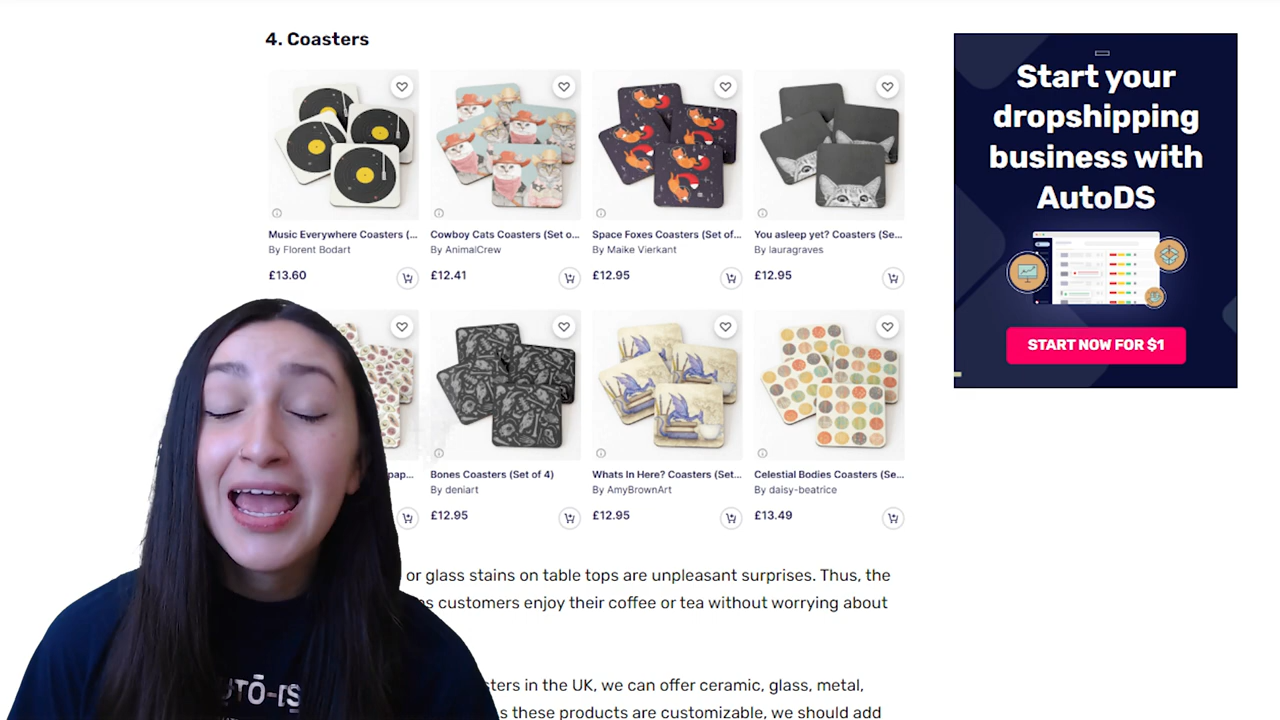 4. Coasters
Music Everywhere Coasters (...
By Florent Bodart
£13.60
Cowboy Cats Coasters (Set o...
By AnimalCrew
£12.41
Space Foxes Coasters (Set of...
By Maike Vierkant
£12.95
You asleep yet? Coasters (Se...
By lauragraves
£12.95
pap...
Bones Coasters (Set of 4)
By deniart
£12.95
Whats In Here? Coasters (Set...
By AmyBrownArt
£12.95
Celestial Bodies Coasters (Se...
By daisy-beatrice
£13.49
or glass stains on table tops are unpleasant surprises. Thus, the
customers enjoy their coffee or tea without worrying about
sters in the UK, we can offer ceramic, glass, metal,
s these products are customizable, we should add
Start your
dropshipping
business with
AutoDS
START NOW FOR $1